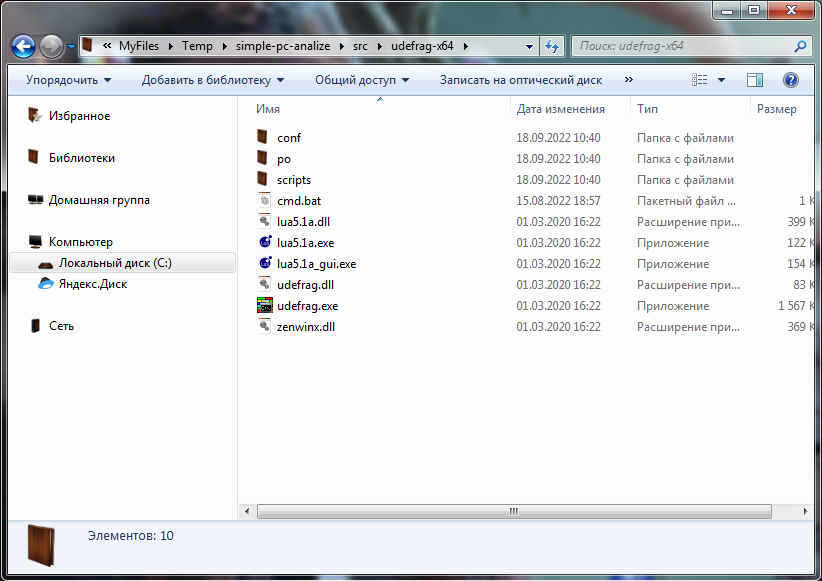 « MyFiles Temp simple-pc-analize src udefrag-x64
Поиск: udefrag-x64
Упорядочить Добавить в библиотеку Общий доступ Записать на оптический диск »
Имя Дата изменения Тип Размер
Избранное
Библиотеки
Домашняя группа
Компьютер
Локальный диск (C:)
Яндекс.Диск
Сеть
conf 18.09.2022 10:40 Папка с файлами
po 18.09.2022 10:40 Папка с файлами
scripts 18.09.2022 10:40 Папка с файлами
cmd.bat 15.08.2022 18:57 Пакетный файл ... 1 К
lua5.1a.dll 01.03.2020 16:22 Расширение при... 399 К
lua5.1a.exe 01.03.2020 16:22 Приложение 122 К
lua5.1a_gui.exe 01.03.2020 16:22 Приложение 154 К
udefrag.dll 01.03.2020 16:22 Расширение при... 83 К
udefrag.exe 01.03.2020 16:22 Приложение 1 567 К
zenwinx.dll 01.03.2020 16:22 Расширение при... 369 К
Элементов: 10